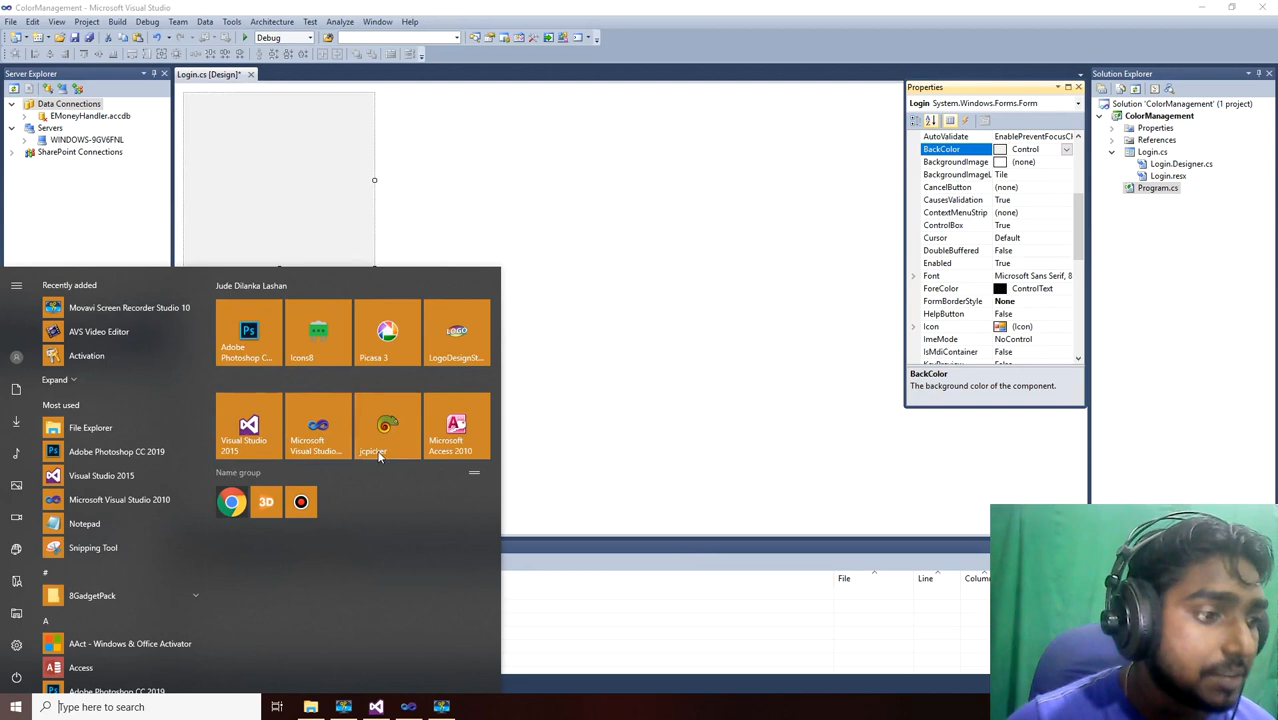 ColorManagement - Microsoft Visual Studio
File Edit View Project Build Debug Team Data Tools Architecture Test Analyze Window Help
Debug
Server Explorer
Data Connections
EMoneyHandler.accdb
Servers
WINDOWS-9GV6FNL
SharePoint Connections
Login.cs [Design]*
Properties
Login System.Windows.Forms.Form
AutoValidate EnablePreventFocusCl
BackColor Control
BackgroundImage (none)
BackgroundImageL Tile
CancelButton (none)
CausesValidation True
ContextMenuStrip (none)
ControlBox True
Cursor Default
DoubleBuffered False
Enabled True
Font Microsoft Sans Serif, 8
ForeColor ControlText
FormBorderStyle None
HelpButton False
Icon (Icon)
ImeMode NoControl
IsMdiContainer False
BackColor
The background color of the component.
Solution Explorer
Solution 'ColorManagement' (1 project)
ColorManagement
Properties
References
Login.cs
Login.Designer.cs
Login.resx
Program.cs
File Line Column
Recently added
Movavi Screen Recorder Studio 10
AVS Video Editor
Activation
Expand
Most used
File Explorer
Adobe Photoshop CC 2019
Visual Studio 2015
Microsoft Visual Studio 2010
Notepad
Snipping Tool
#
8GadgetPack
A
AAct - Windows & Office Activator
Access
Adobe Photoshop CC 2019
Jude Dilanka Lashan
Adobe Photoshop C...
Icons8
Picasa 3
LogoDesignSt...
Visual Studio 2015
Microsoft Visual Studio...
jcpicker
Microsoft Access 2010
Name group
Type here to search